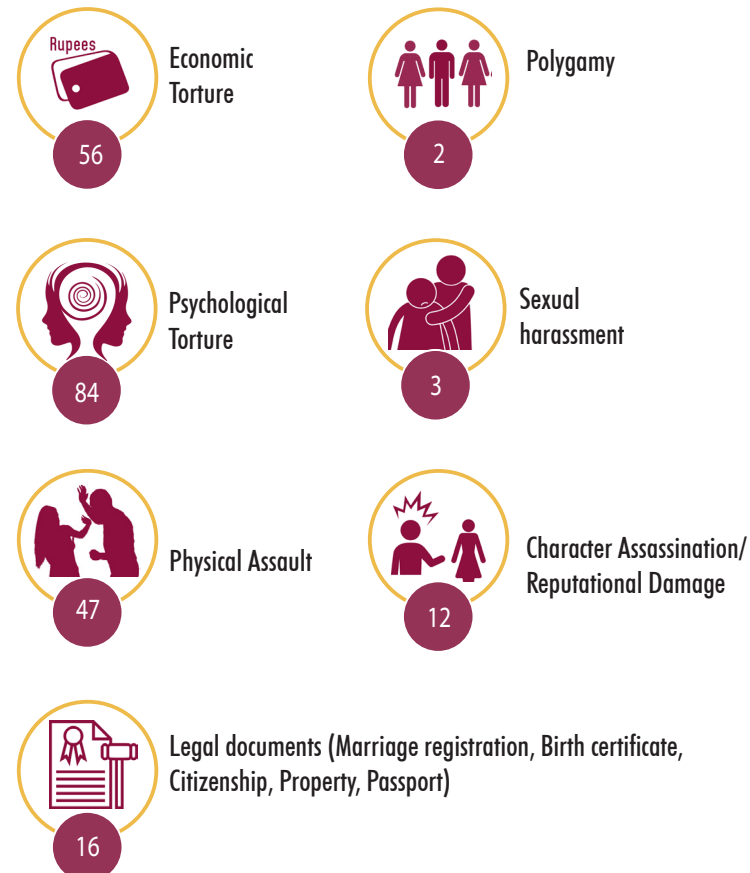 Rupees
Economic
Torture
56
Polygamy
2
Psychological
Torture
84
Sexual
harassment
3
Physical Assault
47
Character Assassination/
Reputational Damage
12
Legal documents (Marriage registration, Birth certificate,
Citizenship, Property, Passport)
16